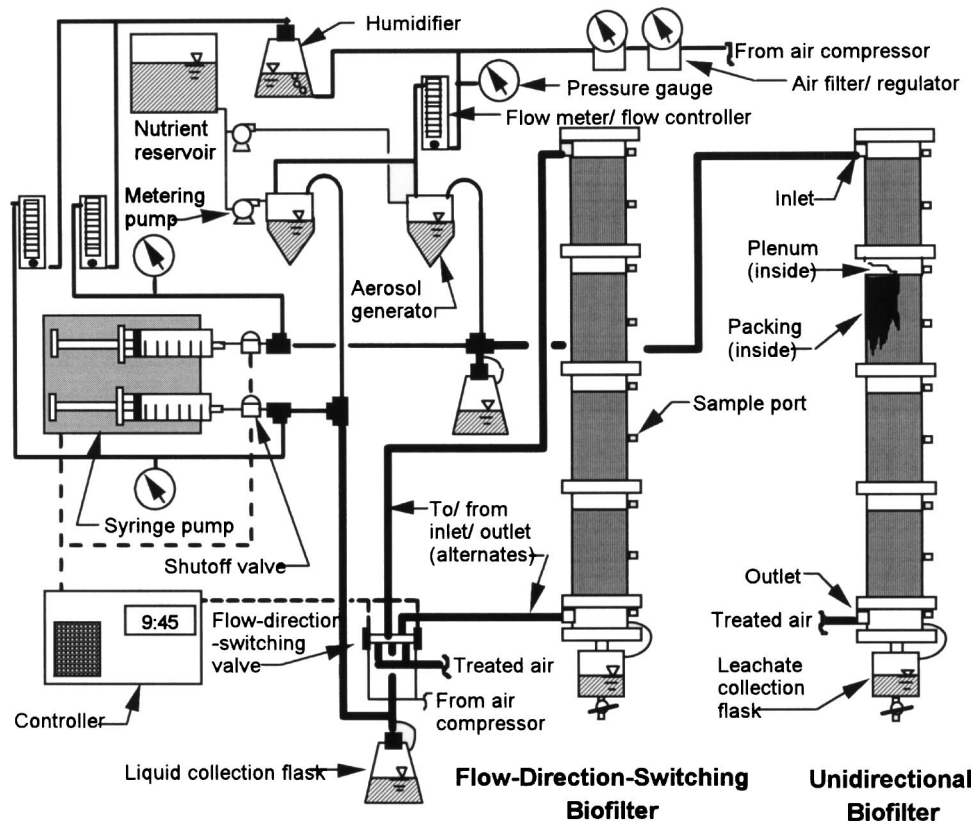 Humidifier
From air compressor
Air filter/ regulator
Pressure gauge
Flow meter/ flow controller
Nutrient
reservoir
Metering
pump
Inlet
Plenum
(inside)
Aerosol
generator
Packing
(inside)
Sample port
To/ from
inlet/ outlet
(alternates)
Syringe pump
Shutoff valve
Outlet
9:45
Flow-direction
-switching
valve
Treated air
Treated air
From air
compressor
Leachate
collection
flask
Controller
Liquid collection flask
Flow-Direction-Switching
Biofilter
Unidirectional
Biofilter